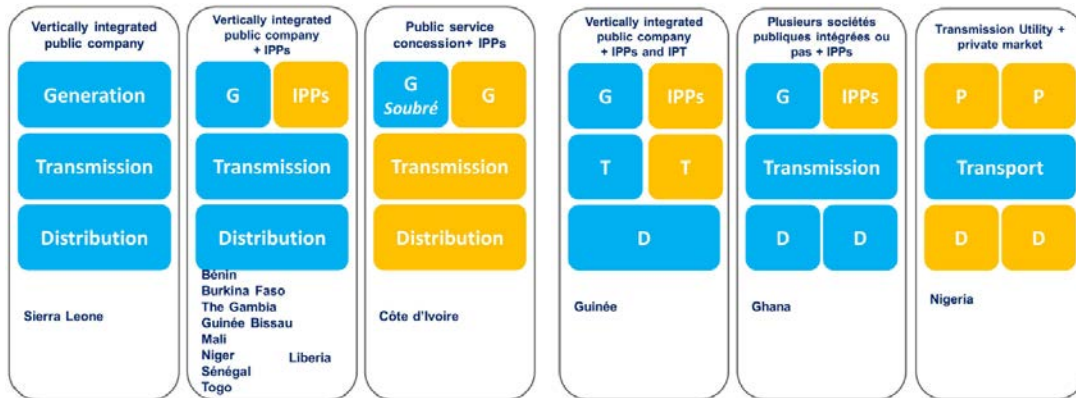 Vertically integrated
public company
Generation
Transmission
Distribution
Sierra Leone
Vertically integrated
public company
+ IPPs
G
IPPs
Transmission
Distribution
Bénin
Burkina Faso
The Gambia
Guinée Bissau
Mali
Niger
Liberia
Sénégal
Togo
Public service
concession+ IPPs
G
Soubré
G
Transmission
Distribution
Côte d'Ivoire
Vertically integrated
public company
+ IPPs and IPT
G
IPPs
T
T
D
Guinée
Plusieurs sociétés
publiques intégrées ou
pas + IPPs
G
IPPs
Transmission
D
D
Ghana
Transmission Utility +
private market
P
P
Transport
D
D
Nigeria